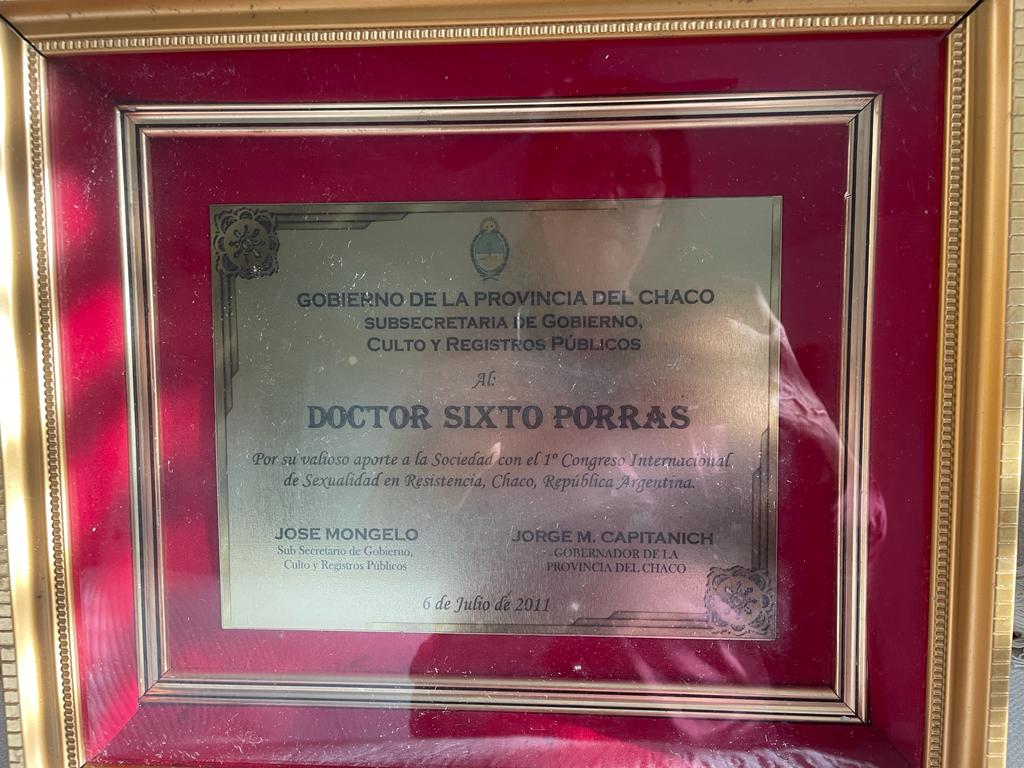 GOBIERNO DE LA PROVINCIA DEL CHACO
SUBSECRETARIA DE GOBIERNO,
CULTO Y REGISTROS PÚBLICOS
Al:
DOCTOR SIXTO PORRAS
Por su valioso aporte a la Sociedad con el 1º Congreso Internacional
de Sexualidad en Resistencia, Chaco, República Argentina.
JOSE MONGELO
Sub Secretario de Gobierno,
Culto y Registros Públicos
JORGE M. CAPITANICH
GOBERNADOR DE LA
PROVINCIA DEL CHACO
6 de Julio de 2011